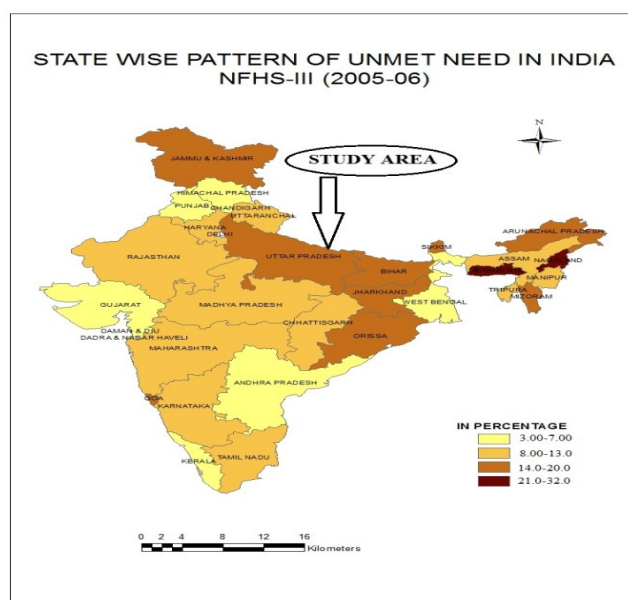 STATE WISE PATTERN OF UNMET NEED IN INDIA
NFHS-III (2005-06)
N
STUDY AREA
JAMMU & KASHMIR
HIMACHAL PRADESH
PUNJAB
CHANDIGARH
UTTARANCHAL
HARYANA
DELHI
ARUNACHAL PRADESH
SIKKIM
RAJASTHAN
UTTAR PRADESH
ASSAM
NAGALAND
BIHAR
MANIPUR
JHARKHAND
TRIPURA
MIZORAM
GUJARAT
MADHYA PRADESH
WEST BENGAL
CHHATTISGARH
DAMAN & DIU
DADRA & NAGAR HAVELI
ORISSA
MAHARASHTRA
ANDHRA PRADESH
GOA
KARNATAKA
KERALA
TAMIL NADU
IN PERCENTAGE
3.00-7.00
8.00-13.0
14.0-20.0
21.0-32.0
0 2 4 8 12 16
Kilometers